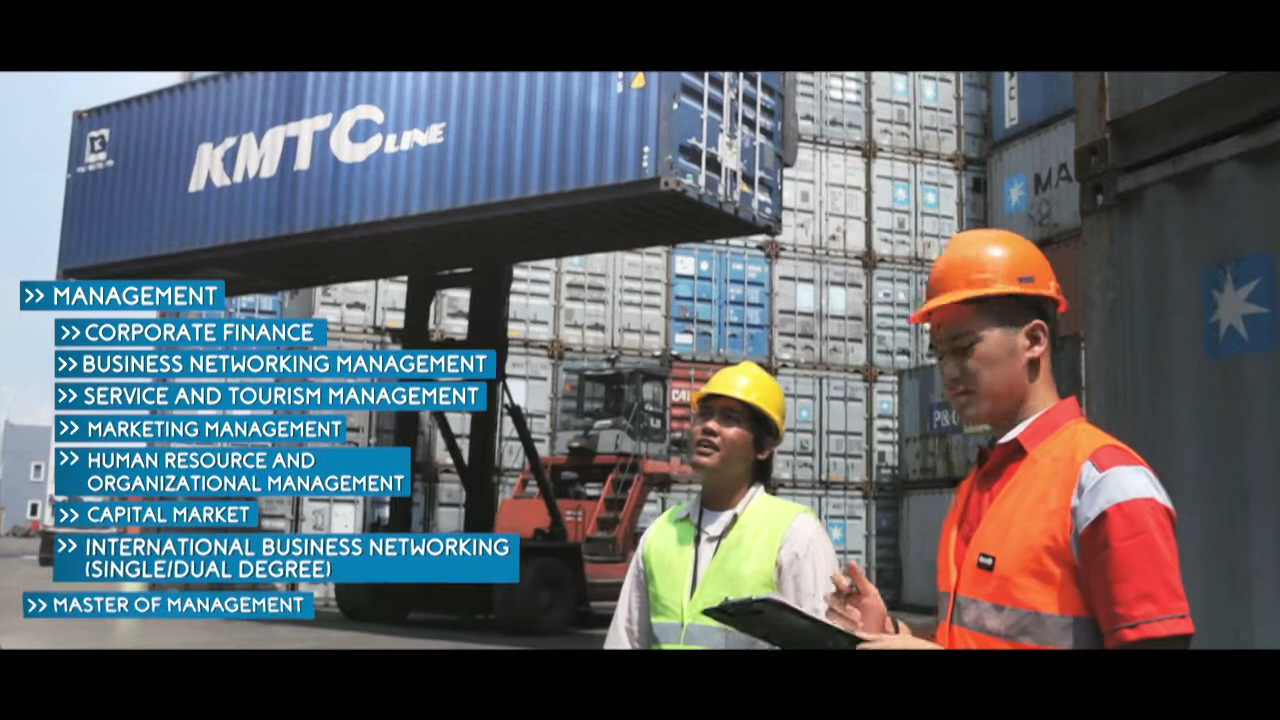 KMTC LINE
MA
P&O
>> MANAGEMENT
>> CORPORATE FINANCE
>> BUSINESS NETWORKING MANAGEMENT
>> SERVICE AND TOURISM MANAGEMENT
>> MARKETING MANAGEMENT
>> HUMAN RESOURCE AND
ORGANIZATIONAL MANAGEMENT
>> CAPITAL MARKET
>> INTERNATIONAL BUSINESS NETWORKING
(SINGLE/DUAL DEGREE)
>> MASTER OF MANAGEMENT